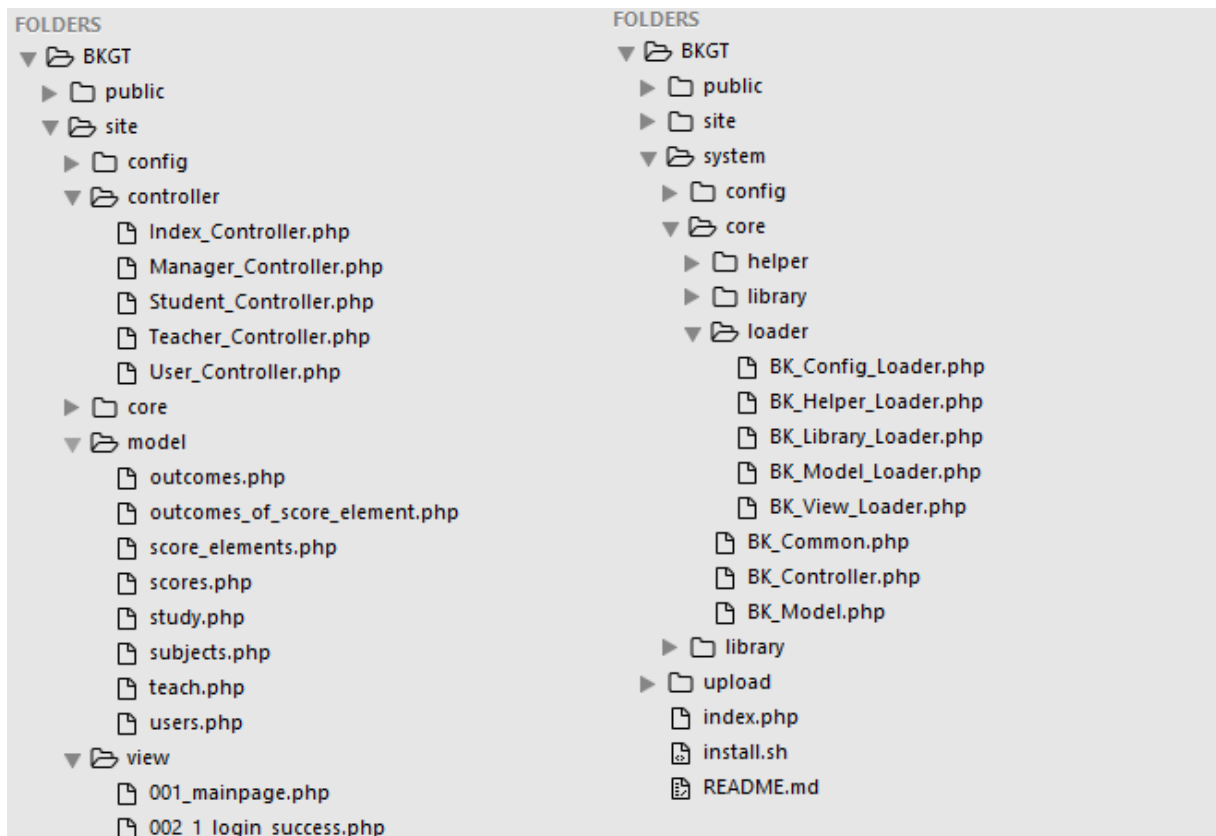 FOLDERS
BKGT
public
site
config
controller
Index_Controller.php
Manager_Controller.php
Student_Controller.php
Teacher_Controller.php
User_Controller.php
core
model
outcomes.php
outcomes_of_score_element.php
score_elements.php
scores.php
study.php
subjects.php
teach.php
users.php
view
001_mainpage.php
002_1_login_success.php
FOLDERS
BKGT
public
site
system
config
core
helper
library
loader
BK_Config_Loader.php
BK_Helper_Loader.php
BK_Library_Loader.php
BK_Model_Loader.php
BK_View_Loader.php
BK_Common.php
BK_Controller.php
BK_Model.php
library
upload
index.php
install.sh
README.md